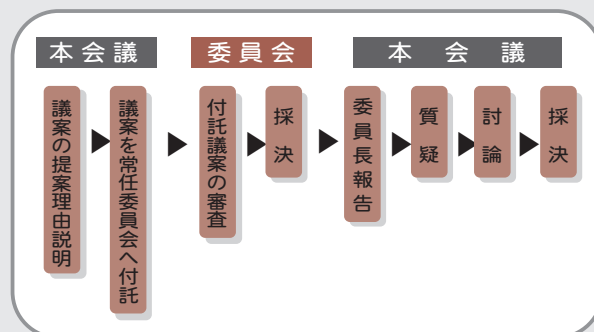 本会議
委員会
本会議
議案の提案理由説明
議案を常任委員会へ付託
付託議案の審査
採決
委員長報告
質疑
討論
採決